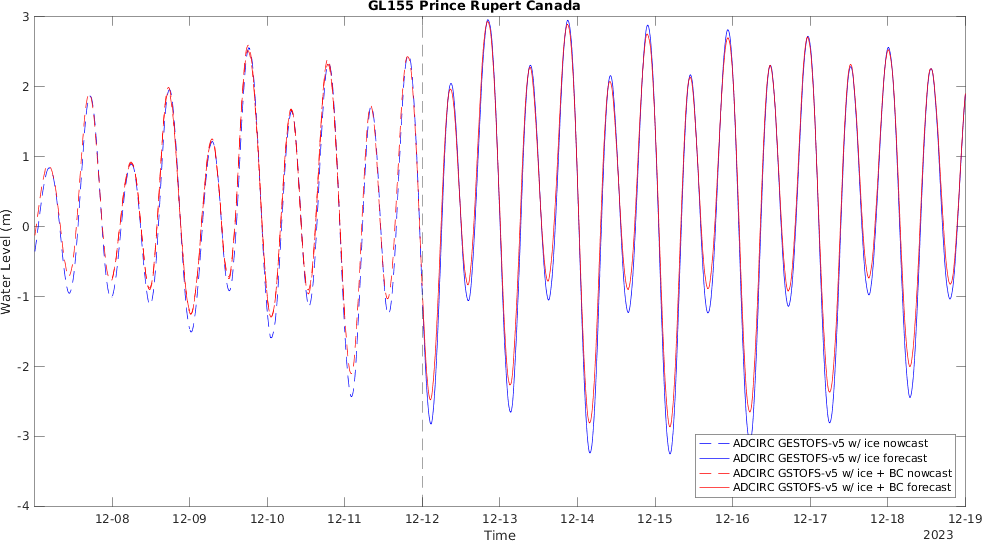 GL155 Prince Rupert Canada
3
2
1
0
-1
-2
-3
-4
Water Level (m)
ADCIRC GESTOFS-v5 w/ ice nowcast
ADCIRC GESTOFS-v5 w/ ice forecast
ADCIRC GSTOFS-v5 w/ ice + BC nowcast
ADCIRC GSTOFS-v5 w/ ice + BC forecast
12-08 12-09 12-10 12-11 12-12 12-13 12-14 12-15 12-16 12-17 12-18 12-19
Time
2023